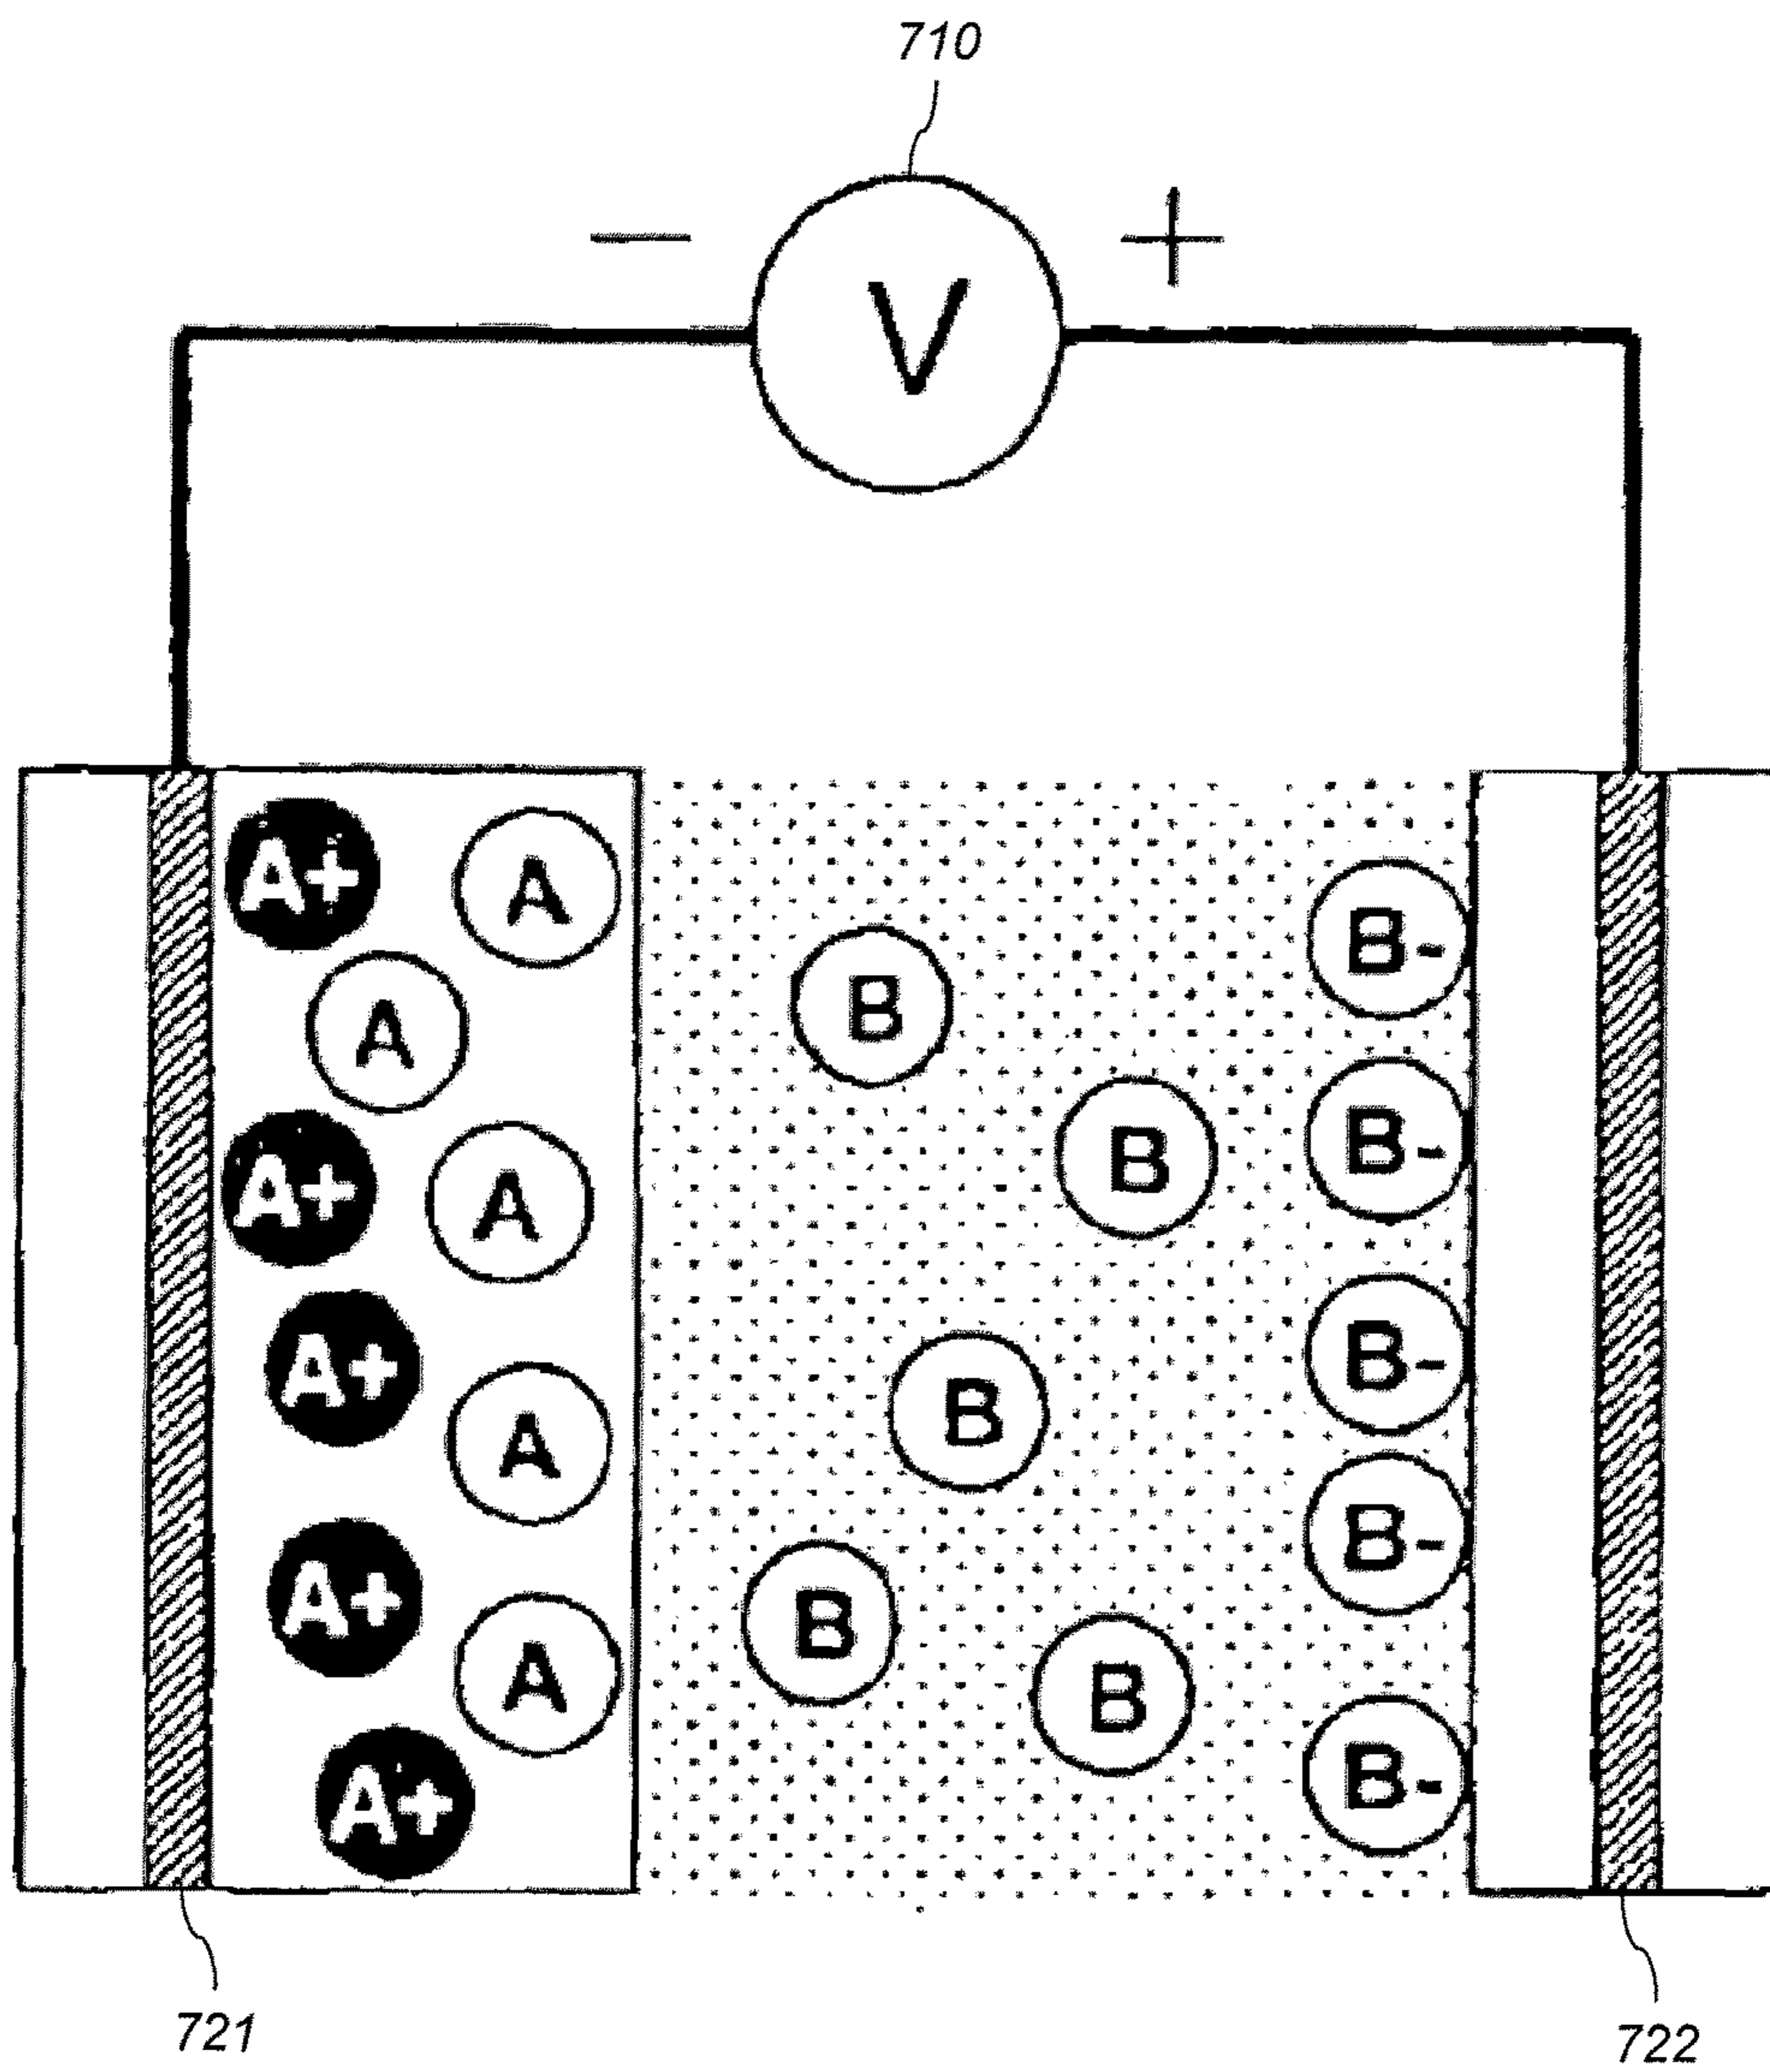 710
− +
V
A+ A
B-
A B
B-
A+ A B
A+ B-
A B
B-
A+ B
A B
A+ B-
721 722